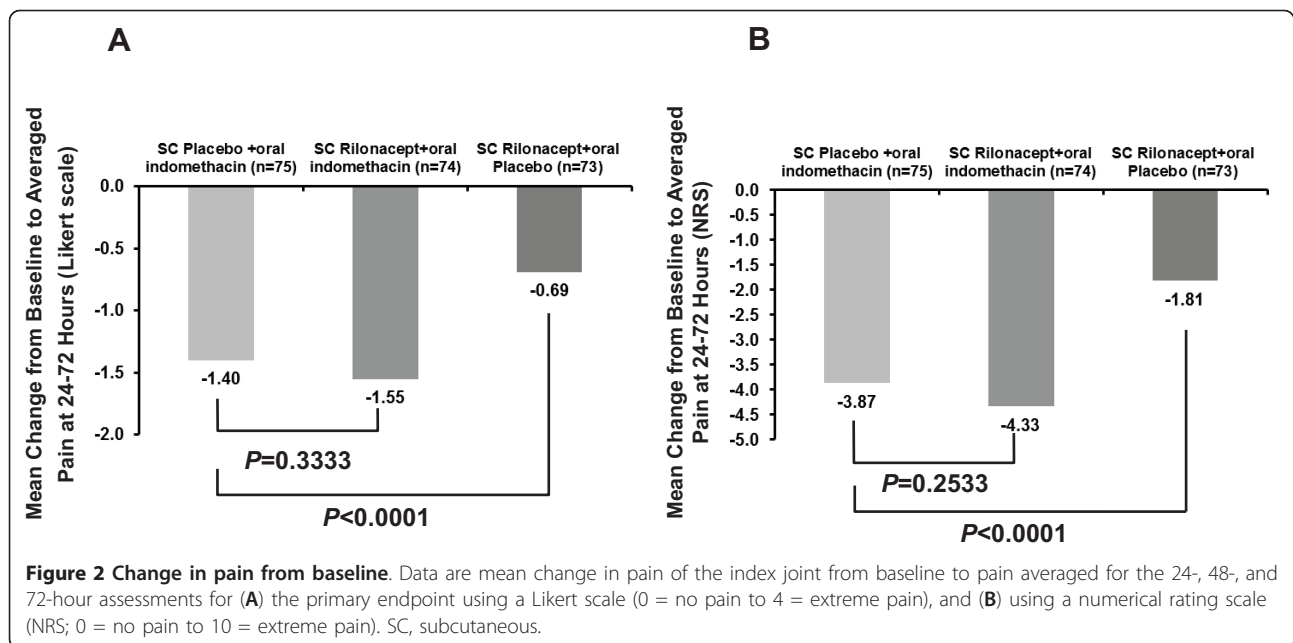 A
Mean Change from Baseline to Averaged
Pain at 24-72 Hours (Likert scale)
SC Placebo +oral
indomethacin (n=75)
SC Rilonacept+oral
indomethacin (n=74)
SC Rilonacept+oral
Placebo (n=73)
0.0
-0.5
-1.0
-1.5
-2.0
-1.40
-1.55
-0.69
P=0.3333
P<0.0001
B
Mean Change from Baseline to Averaged
Pain at 24-72 Hours (NRS)
SC Placebo +oral
indomethacin (n=75)
SC Rilonacept+oral
indomethacin (n=74)
SC Rilonacept+oral
Placebo (n=73)
0.0
-0.5
-1.0
-1.5
-2.0
-2.5
-3.0
-3.5
-4.0
-4.5
-5.0
-3.87
-4.33
-1.81
P=0.2533
P<0.0001
Figure 2 Change in pain from baseline. Data are mean change in pain of the index joint from baseline to pain averaged for the 24-, 48-, and
72-hour assessments for (A) the primary endpoint using a Likert scale (0 = no pain to 4 = extreme pain), and (B) using a numerical rating scale
(NRS; 0 = no pain to 10 = extreme pain). SC, subcutaneous.